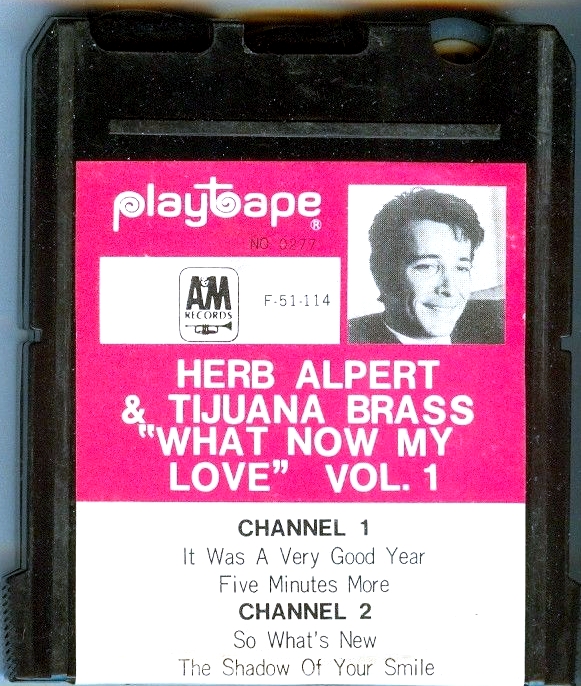 playtape®
NO. 0277
A&M
RECORDS
F-51-114
HERB ALPERT
& TIJUANA BRASS
"WHAT NOW MY
LOVE" VOL. 1
CHANNEL 1
It Was A Very Good Year
Five Minutes More
CHANNEL 2
So What's New
The Shadow Of Your Smile